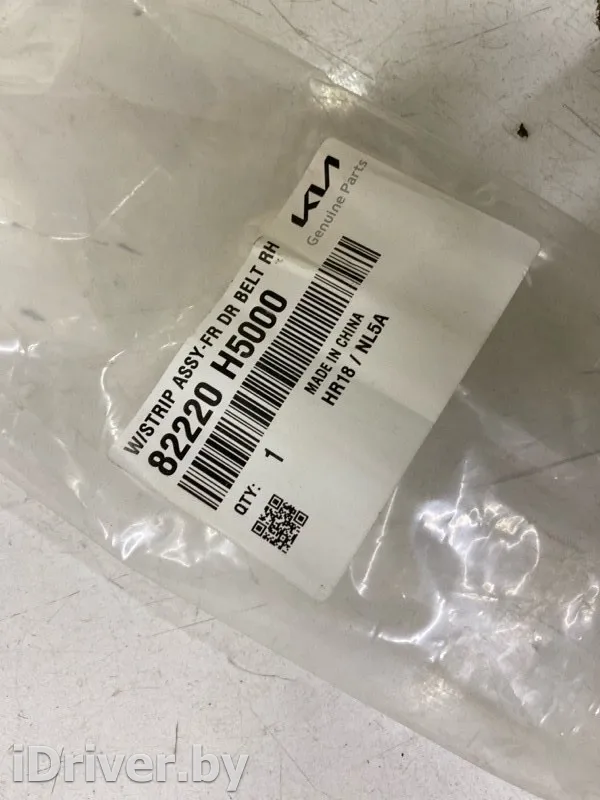 KIA
Genuine Parts
W/STRIP ASSY-FR DR BELT RH
82220 H5000
MADE IN CHINA
HR18 / NL5A
QTY: 1
iDriver.by